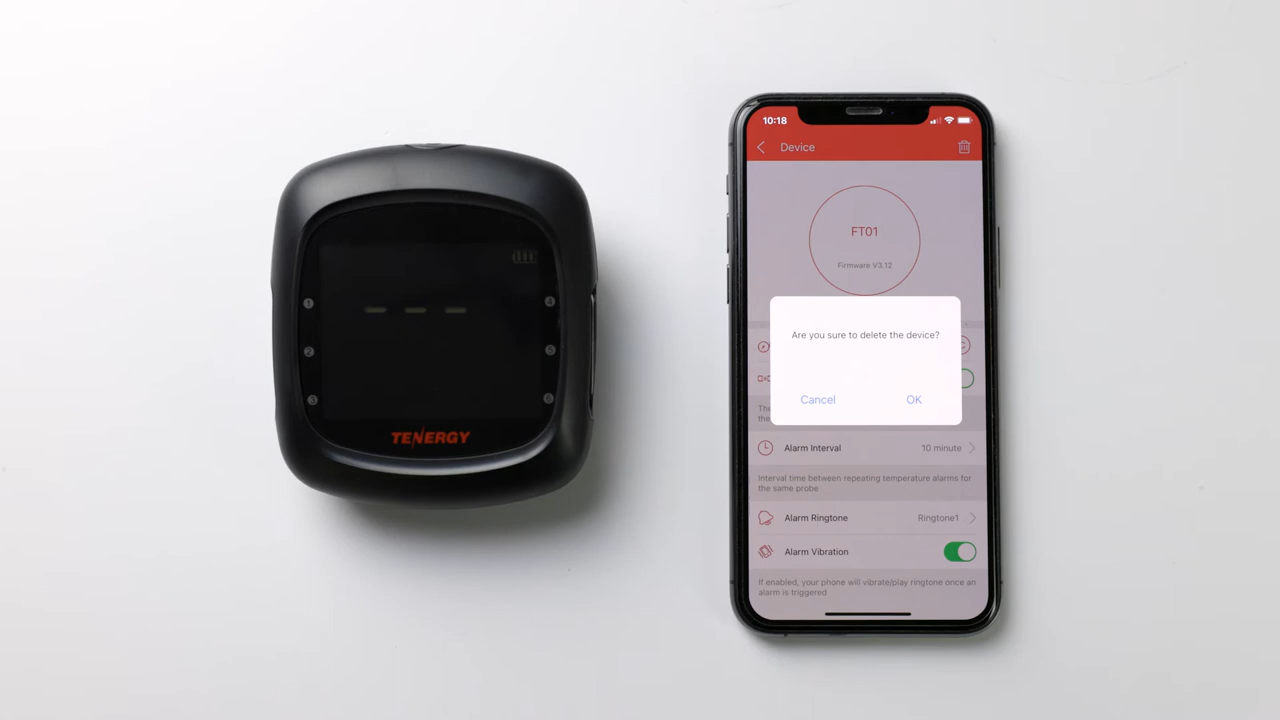 1
2
3
4
5
6
TENERGY
10:18
Device
FT01
Firmware V3.12
Are you sure to delete the device?
Cancel
OK
The
the
Alarm Interval
10 minute
Interval time between repeating temperature alarms for
the same probe
Alarm Ringtone
Ringtone1
Alarm Vibration
If enabled, your phone will vibrate/play ringtone once an
alarm is triggered